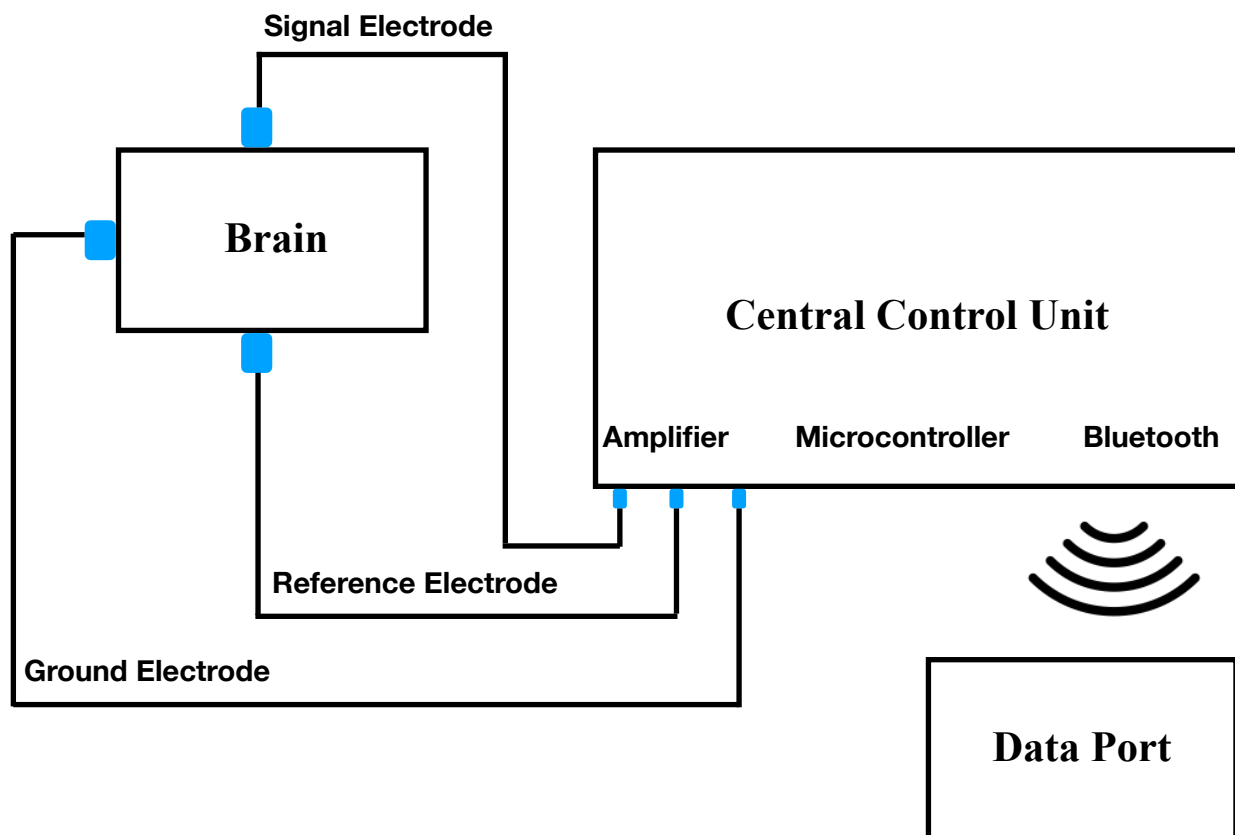 Signal Electrode
Brain
Central Control Unit
Amplifier Microcontroller Bluetooth
Reference Electrode
Ground Electrode
Data Port